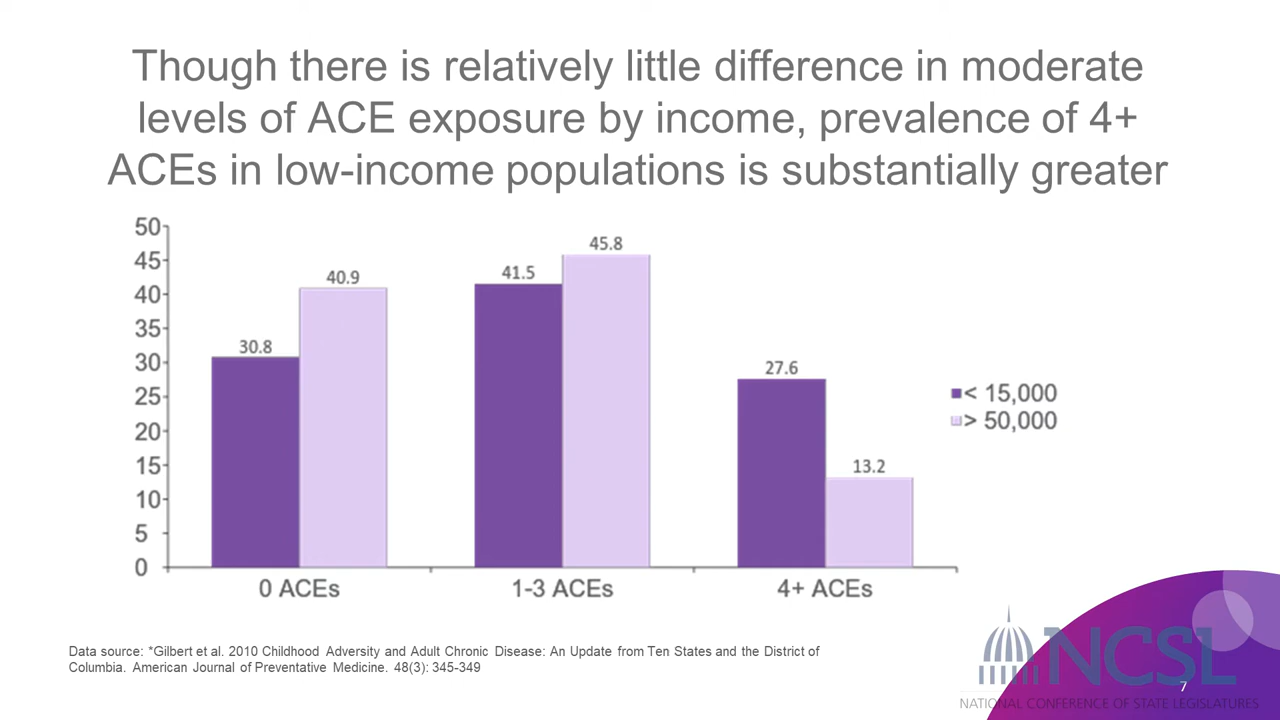 Though there is relatively little difference in moderate
levels of ACE exposure by income, prevalence of 4+
ACEs in low-income populations is substantially greater
50
45
40
35
30
25
20
15
10
5
0
30.8
40.9
41.5
45.8
27.6
13.2
0 ACEs
1-3 ACEs
4+ ACEs
< 15,000
> 50,000
Data source: *Gilbert et al. 2010 Childhood Adversity and Adult Chronic Disease: An Update from Ten States and the District of
Columbia. American Journal of Preventative Medicine. 48(3): 345-349
NCSL
7
NATIONAL CONFERENCE OF STATE LEGISLATURES